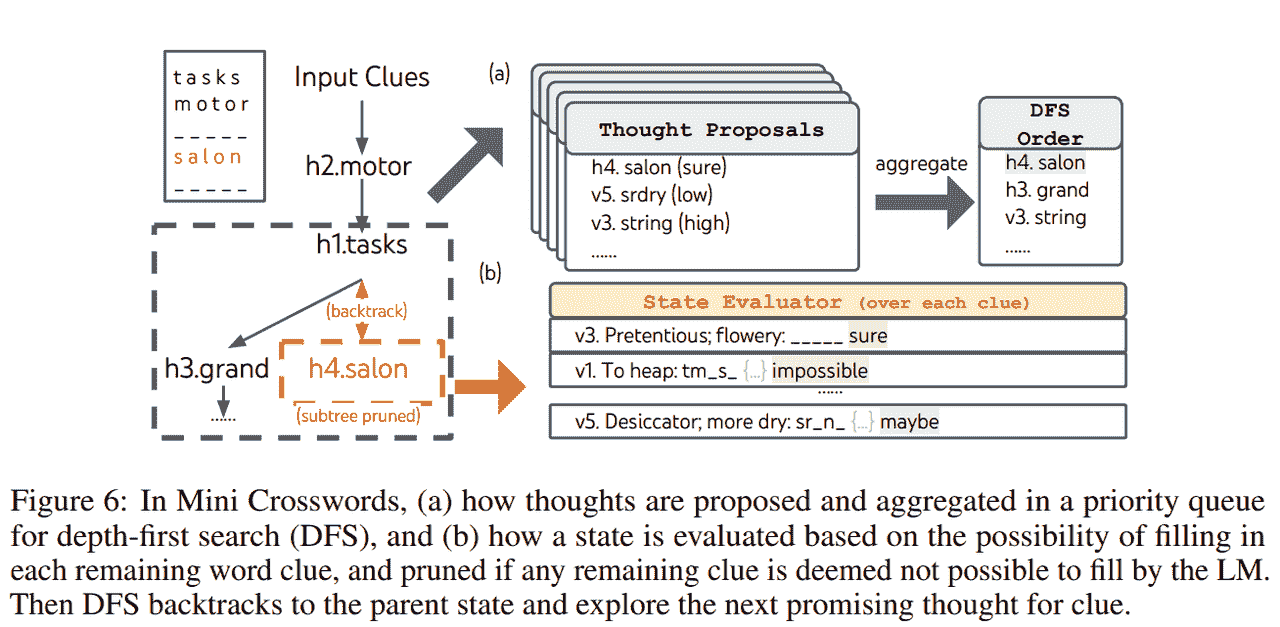 tasks
motor
_ _ _ _ _
salon
_ _ _ _ _
Input Clues
h2.motor
h1.tasks
(backtrack)
h3.grand
h4.salon
......
(subtree pruned)
(a)
Thought Proposals
h4. salon (sure)
v5. srdry (low)
v3. string (high)
......
aggregate
DFS
Order
h4. salon
h3. grand
v3. string
......
(b)
State Evaluator (over each clue)
v3. Pretentious; flowery: _____ sure
v1. To heap: tm_s_ {...} impossible
......
v5. Desiccator; more dry: sr_n_ {...} maybe
Figure 6: In Mini Crosswords, (a) how thoughts are proposed and aggregated in a priority queue
for depth-first search (DFS), and (b) how a state is evaluated based on the possibility of filling in
each remaining word clue, and pruned if any remaining clue is deemed not possible to fill by the LM.
Then DFS backtracks to the parent state and explore the next promising thought for clue.